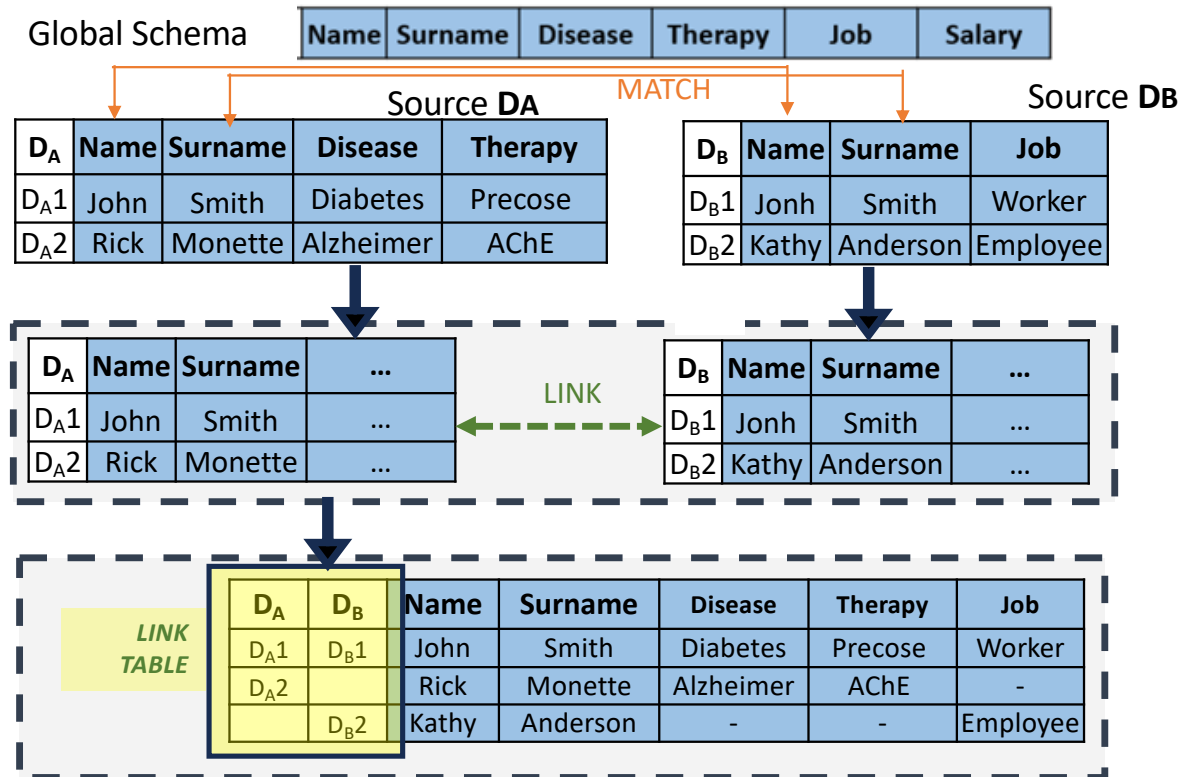 Global Schema Name Surname Disease Therapy Job Salary
MATCH
Source DA Source DB
DA Name Surname Disease Therapy
DA1 John Smith Diabetes Precose
DA2 Rick Monette Alzheimer AChE
DB Name Surname Job
DB1 Jonh Smith Worker
DB2 Kathy Anderson Employee
DA Name Surname ...
DA1 John Smith ...
DA2 Rick Monette ...
LINK
DB Name Surname ...
DB1 Jonh Smith ...
DB2 Kathy Anderson ...
LINK
TABLE
DA DB Name Surname Disease Therapy Job
DA1 DB1 John Smith Diabetes Precose Worker
DA2 Rick Monette Alzheimer AChE -
DB2 Kathy Anderson - - Employee